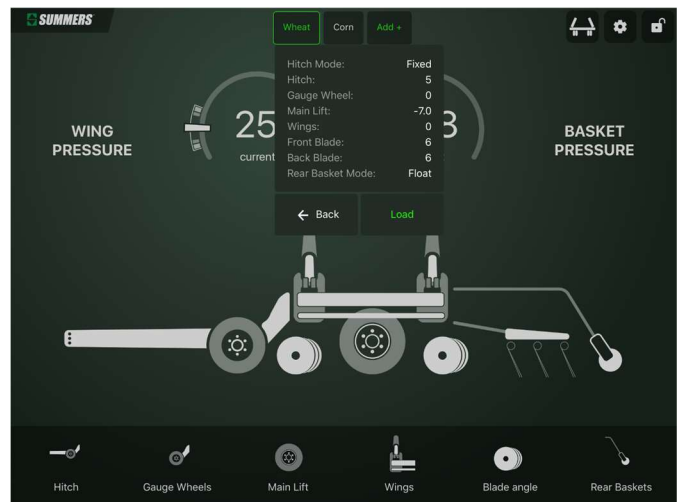 SUMMERS
Wheat Corn Add +
Hitch Mode: Fixed
Hitch: 5
Gauge Wheel: 0
Main Lift: -7.0
Wings: 0
Front Blade: 6
Back Blade: 6
Rear Basket Mode: Float
← Back Load
WING
PRESSURE
25
current
3
BASKET
PRESSURE
Hitch Gauge Wheels Main Lift Wings Blade angle Rear Baskets